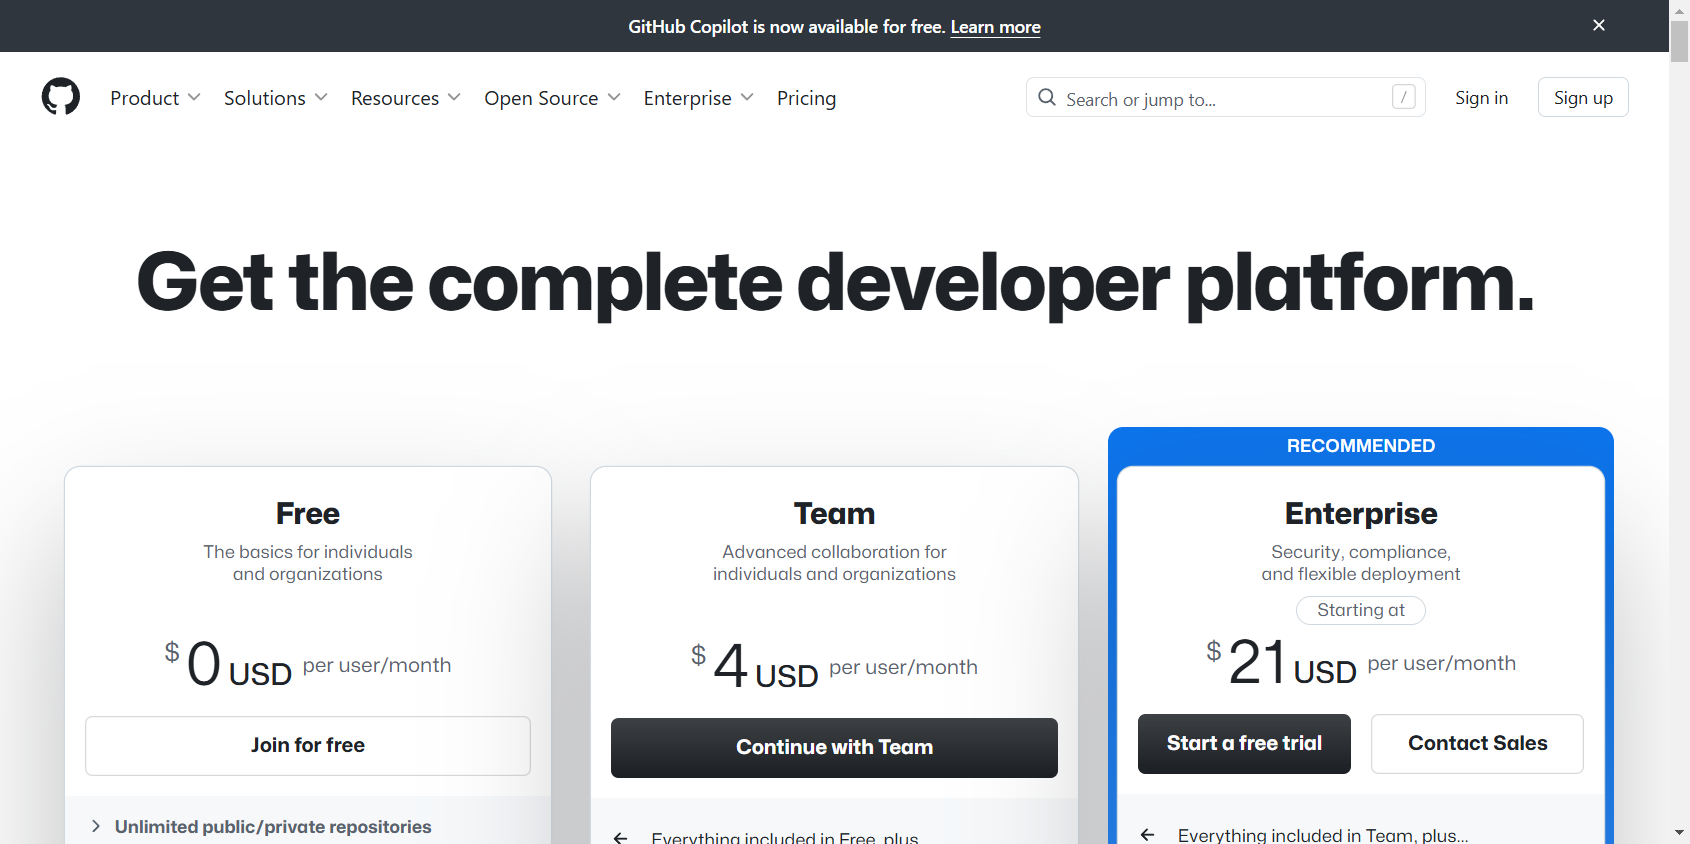 GitHub Copilot is now available for free. Learn more
Product
Solutions
Resources
Open Source
Enterprise
Pricing
Search or jump to...
/
Sign in
Sign up
Get the complete developer platform.
Free
The basics for individuals
and organizations
$0 USD per user/month
Join for free
Unlimited public/private repositories
Team
Advanced collaboration for
individuals and organizations
$4 USD per user/month
Continue with Team
Everything included in Free, plus...
RECOMMENDED
Enterprise
Security, compliance,
and flexible deployment
Starting at
$21 USD per user/month
Start a free trial
Contact Sales
Everything included in Team, plus...